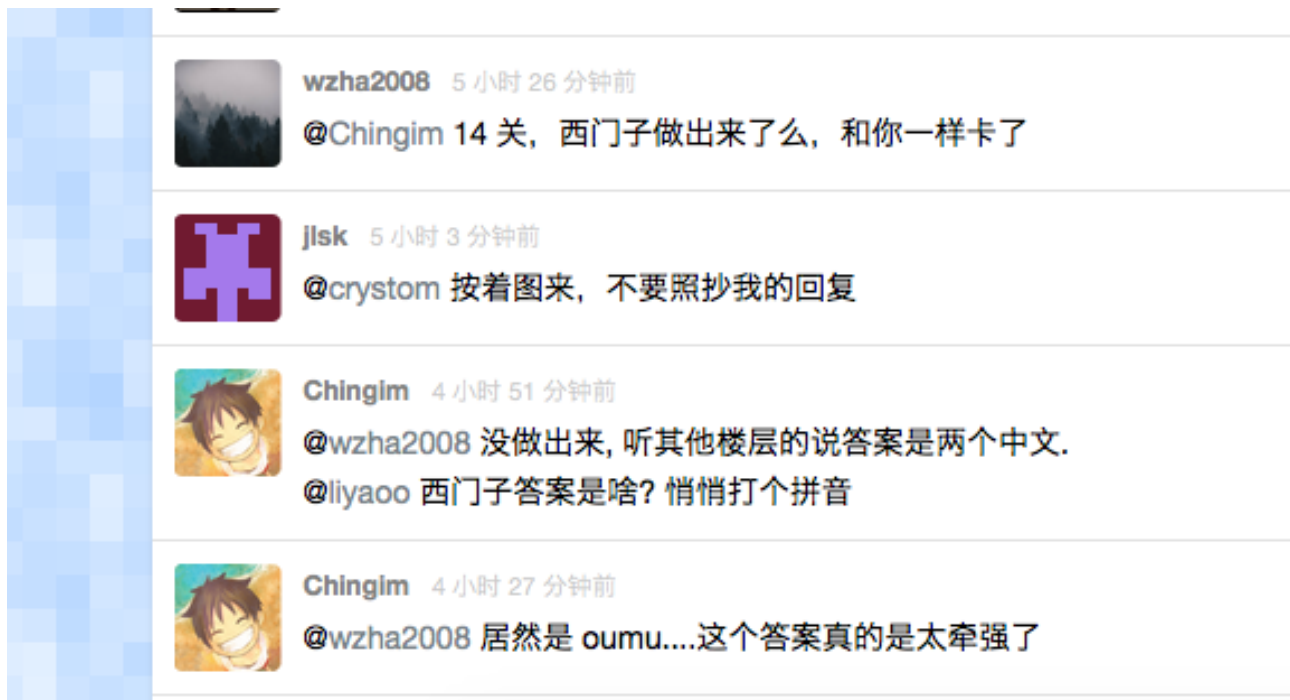 wzha2008 5 小时 26 分钟前
@Chingim 14 关，西门子做出来了么，和你一样卡了
jlsk 5 小时 3 分钟前
@crystom 按着图来，不要照抄我的回复
Chingim 4 小时 51 分钟前
@wzha2008 没做出来, 听其他楼层的说答案是两个中文.
@liyaoo 西门子答案是啥? 悄悄打个拼音
Chingim 4 小时 27 分钟前
@wzha2008 居然是 oumu....这个答案真的是太牵强了